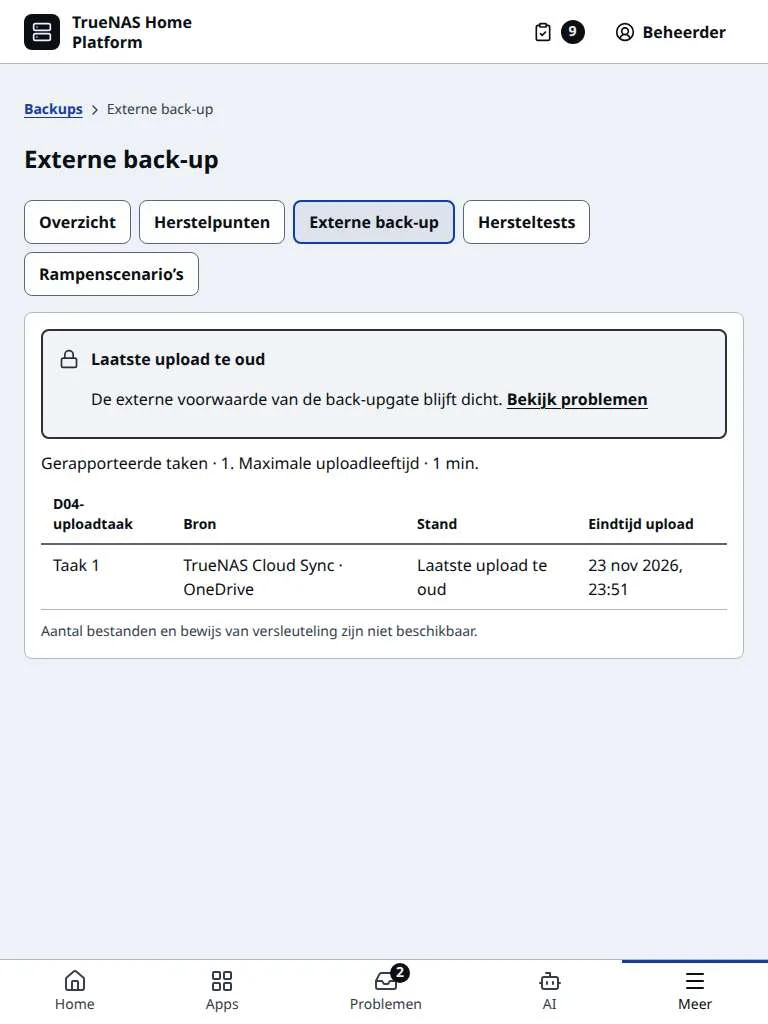 TrueNAS Home
Platform
9
Beheerder
Backups > Externe back-up
Externe back-up
Overzicht
Herstelpunten
Externe back-up
Hersteltests
Rampenscenario’s
Laatste upload te oud
De externe voorwaarde van de back-upgate blijft dicht. Bekijk problemen
Gerapporteerde taken · 1. Maximale uploadleeftijd · 1 min.
D04-
uploadtaak
Bron
Stand
Eindtijd upload
Taak 1
TrueNAS Cloud Sync ·
OneDrive
Laatste upload te
oud
23 nov 2026,
23:51
Aantal bestanden en bewijs van versleuteling zijn niet beschikbaar.
Home
Apps
2
Problemen
AI
Meer